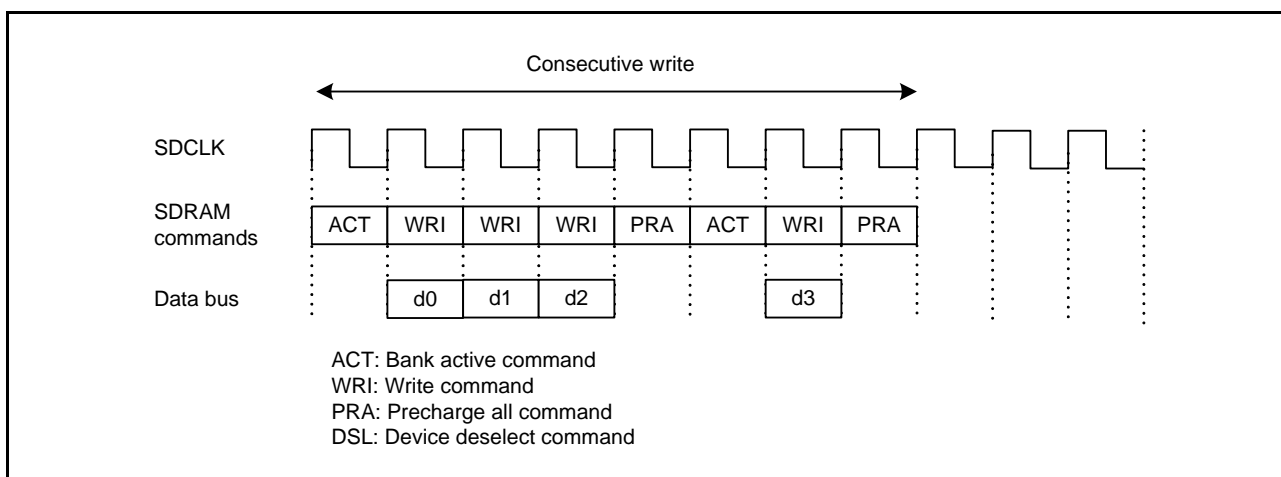 Consecutive write
SDCLK
SDRAM
commands
ACT WRI WRI WRI PRA ACT WRI PRA
Data bus
d0 d1 d2 d3
ACT: Bank active command
WRI: Write command
PRA: Precharge all command
DSL: Device deselect command